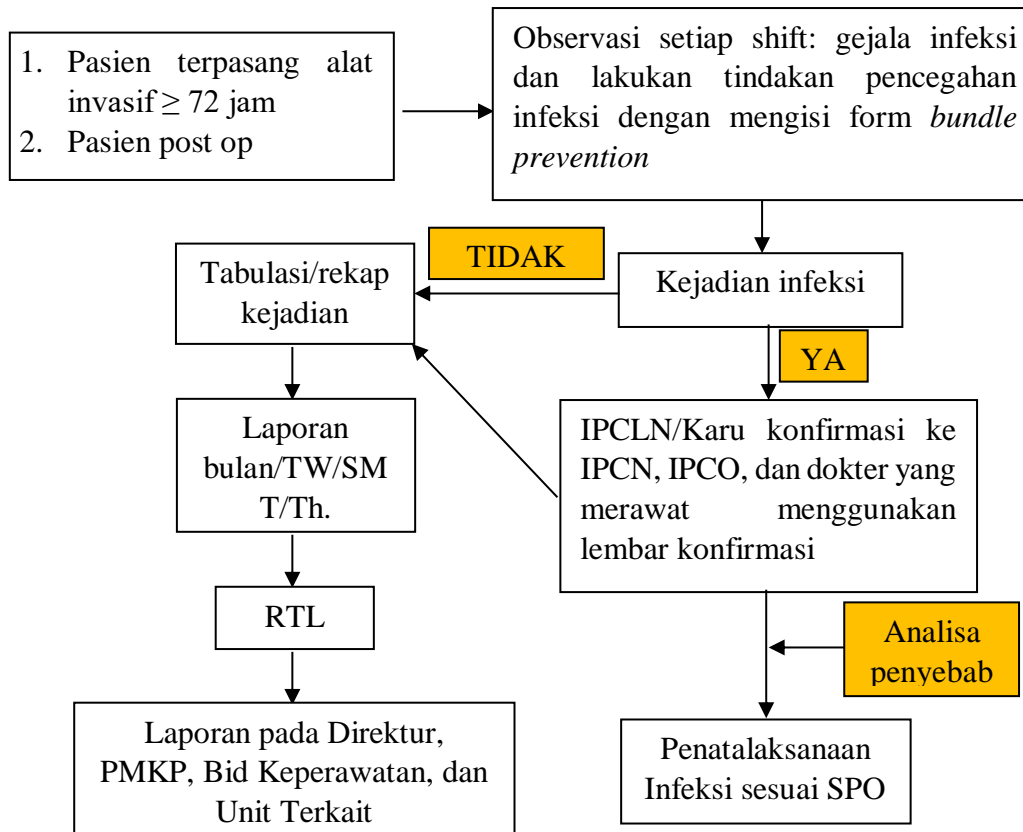 1. Pasien terpasang alat
invasif ≥ 72 jam
2. Pasien post op
Observasi setiap shift: gejala infeksi
dan lakukan tindakan pencegahan
infeksi dengan mengisi form bundle
prevention
TIDAK
Tabulasi/rekap
kejadian
Kejadian infeksi
YA
Laporan
bulan/TW/SM
T/Th.
IPCLN/Karu konfirmasi ke
IPCN, IPCO, dan dokter yang
merawat menggunakan
lembar konfirmasi
RTL
Analisa
penyebab
Laporan pada Direktur,
PMKP, Bid Keperawatan, dan
Unit Terkait
Penatalaksanaan
Infeksi sesuai SPO